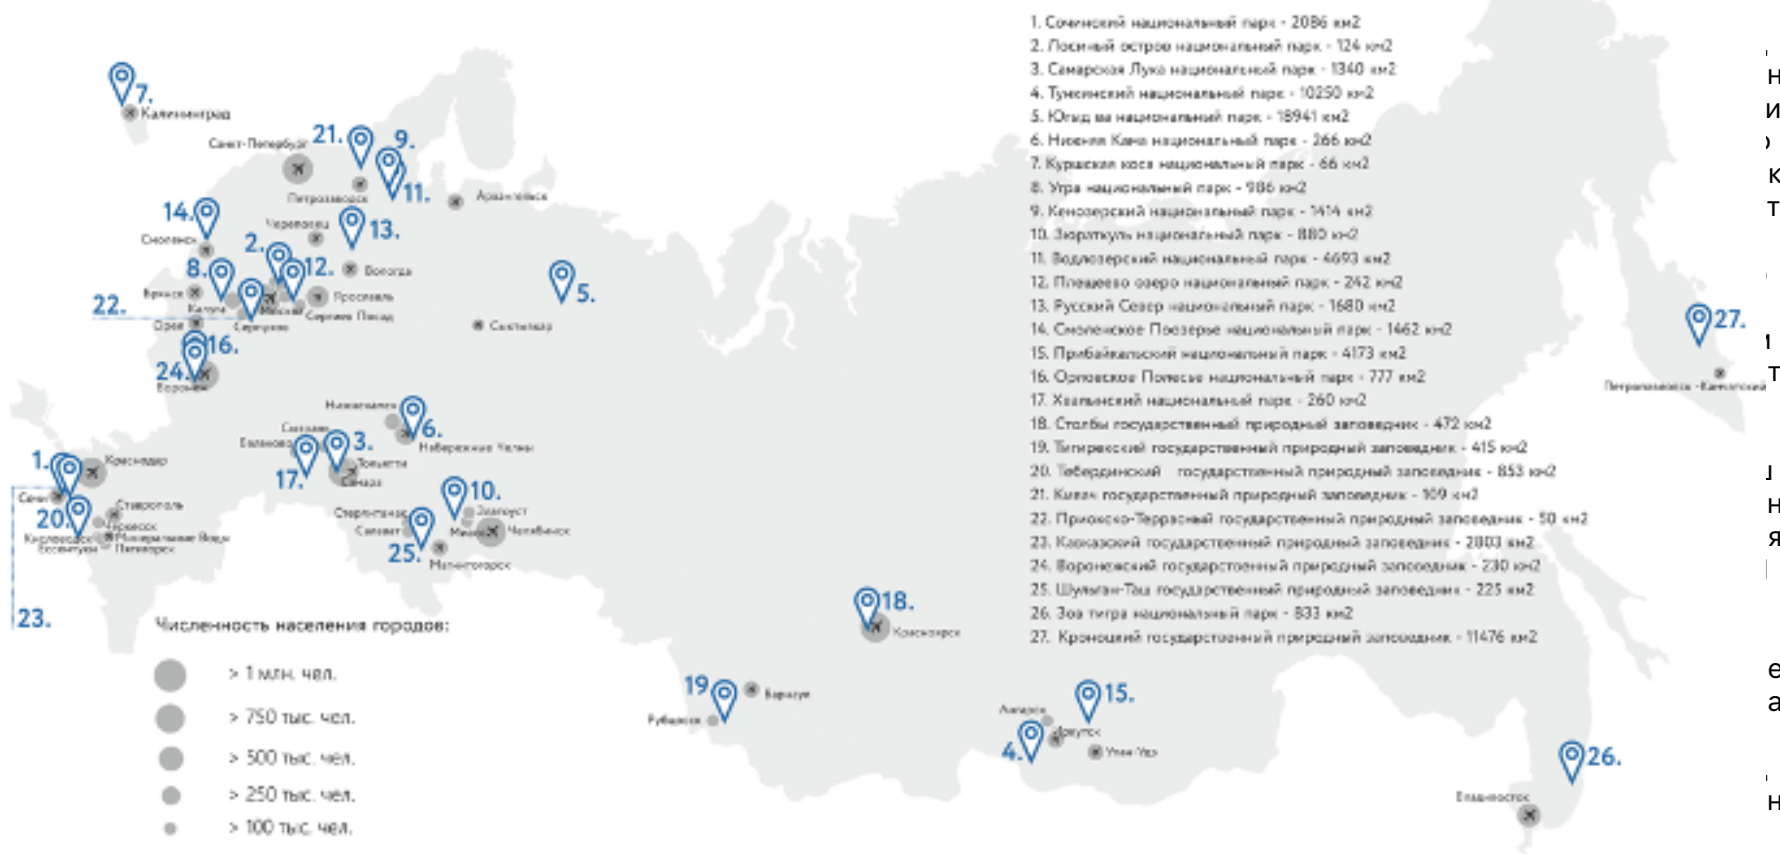 1. Сочинский национальный парк - 2086 км2
2. Лосиный остров национальный парк - 124 км2
3. Самарская Лука национальный парк - 1340 км2
4. Тункинский национальный парк - 10250 км2
5. Югыд ва национальный парк - 18941 км2
6. Нижняя Кама национальный парк - 266 км2
7. Куршская коса национальный парк - 66 км2
8. Угра национальный парк - 986 км2
9. Кенозерский национальный парк - 1414 км2
10. Зюраткуль национальный парк - 880 км2
11. Водлозерский национальный парк - 4693 км2
12. Плещеево озеро национальный парк - 242 км2
13. Русский Север национальный парк - 1680 км2
14. Смоленское Поозерье национальный парк - 1462 км2
15. Прибайкальский национальный парк - 4173 км2
16. Орловское Полесье национальный парк - 777 км2
17. Хвалынский национальный парк - 260 км2
18. Столбы государственный природный заповедник - 472 км2
19. Тигирекский государственный природный заповедник - 415 км2
20. Тебердинский государственный природный заповедник - 853 км2
21. Кивач государственный природный заповедник - 109 км2
22. Приокско-Террасный государственный природный заповедник - 50 км2
23. Кавказский государственный природный заповедник - 2803 км2
24. Воронежский государственный природный заповедник - 230 км2
25. Шульган-Таш государственный природный заповедник - 225 км2
26. Зов тигра национальный парк - 833 км2
27. Кроноцкий государственный природный заповедник - 11476 км2
7.
Калининград
Санкт-Петербург
21.
9.
Петрозаводск
11.
Архангельск
14.
Череповец
13.
Смоленск
2.
8.
12.
Вологда
5.
Брянск
Ярославль
22.
Калуга
Москва
Сергиев Посад
Орел
Серпухов
Сыктывкар
16.
24.
Воронеж
27.
Петропавловск-Камчатский
Нижнекамск
6.
Набережные Челны
Сызрань
Балаково
3.
Тольятти
17.
Самара
1.
Краснодар
Сочи
Ставрополь
20.
Черкесск
Кисловодск
Минеральные Воды
Ессентуки
Пятигорск
10.
Стерлитамак
Златоуст
Салават
Миасс
Челябинск
25.
Магнитогорск
23.
18.
Красноярск
19
Барнаул
Рубцовск
15.
Ангарск
Иркутск
4.
Улан-Удэ
26.
Владивосток
Численность населения городов:
> 1 млн. чел.
> 750 тыс. чел.
> 500 тыс. чел.
> 250 тыс. чел.
> 100 тыс. чел.